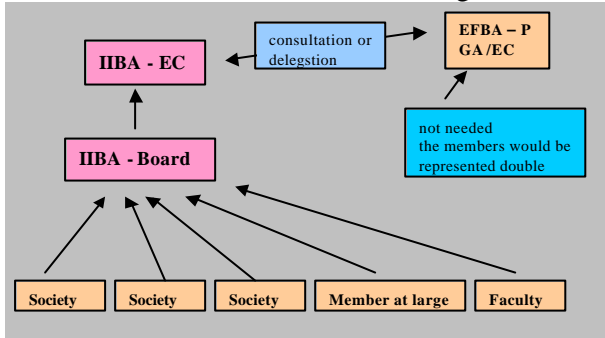 consultation or
delegstion
EFBA – P
GA/EC
IIBA - EC
not needed
the members would be
represented double
IIBA - Board
Society
Society
Society
Member at large
Faculty